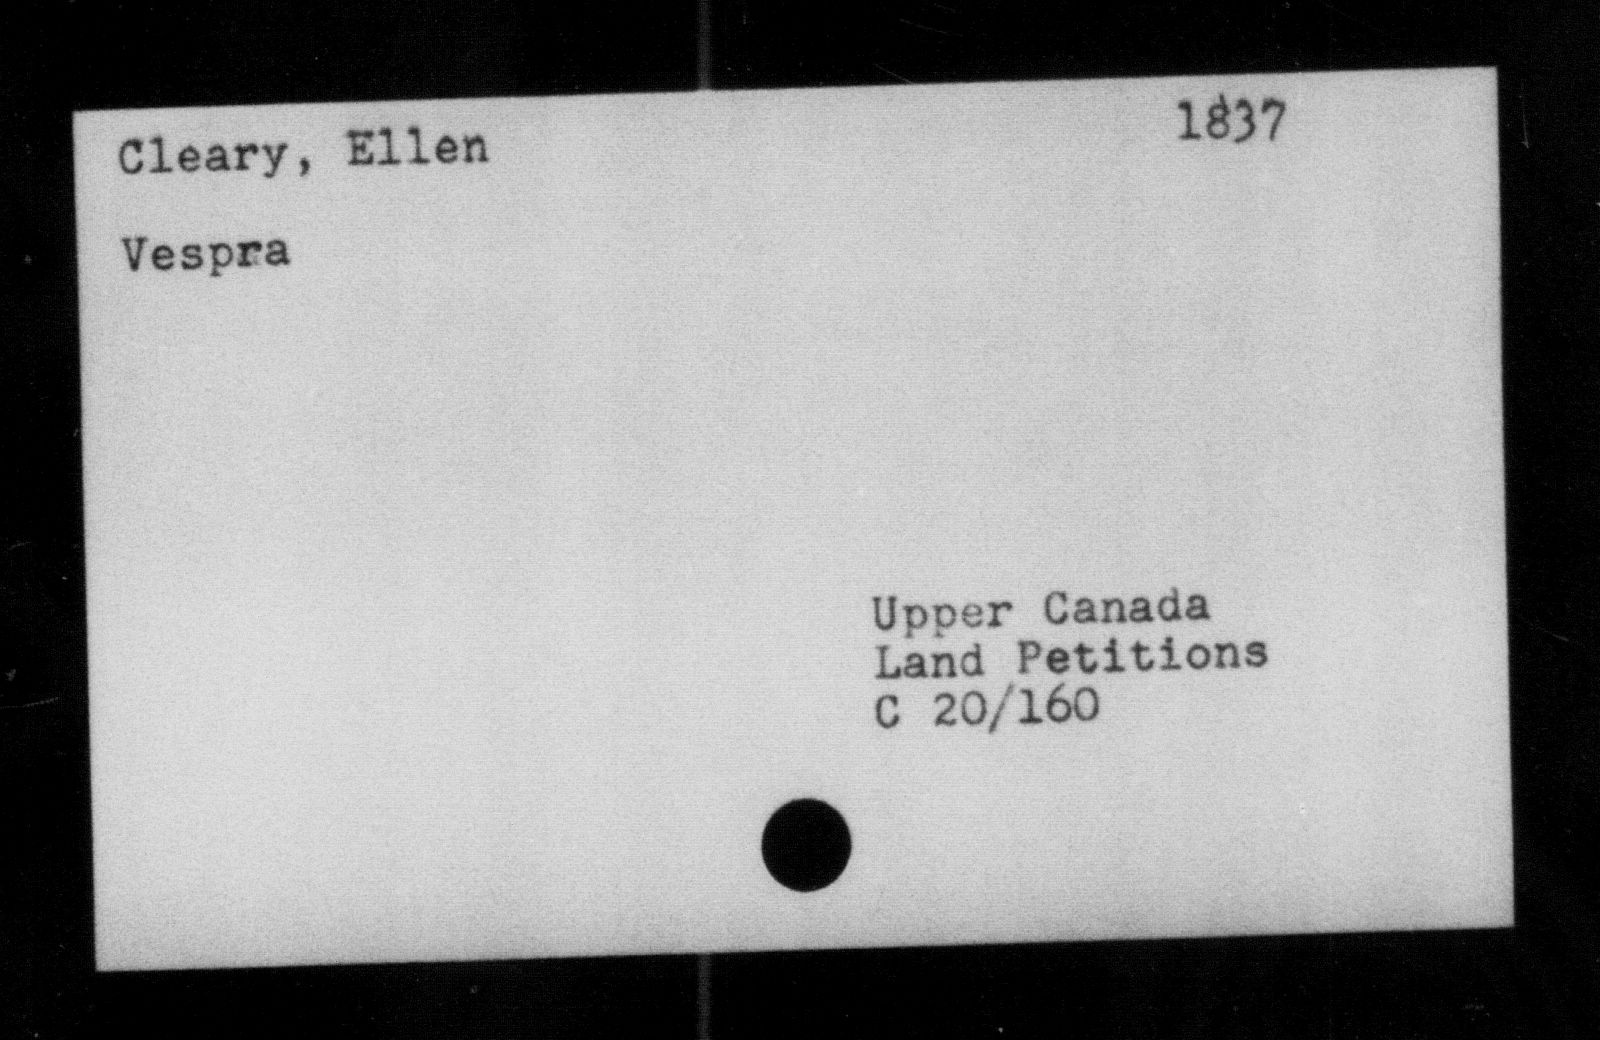 Cleary, Ellen
1837
Vespra
Upper Canada
Land Petitions
C 20/160